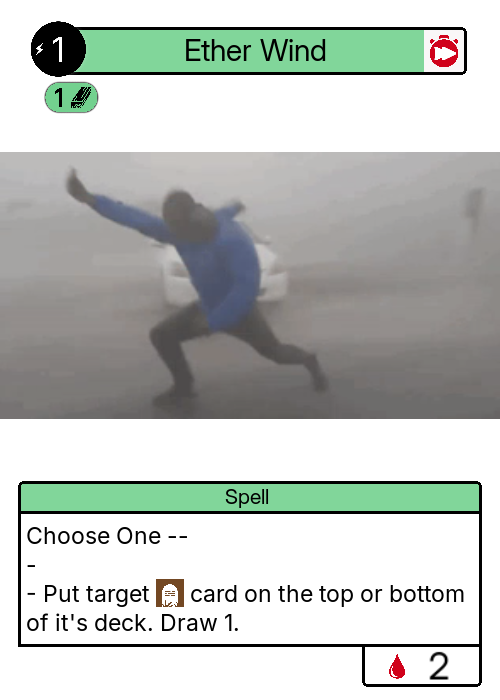 1 Ether Wind
1
Spell
Choose One --
-
- Put target card on the top or bottom
of it's deck. Draw 1.
2